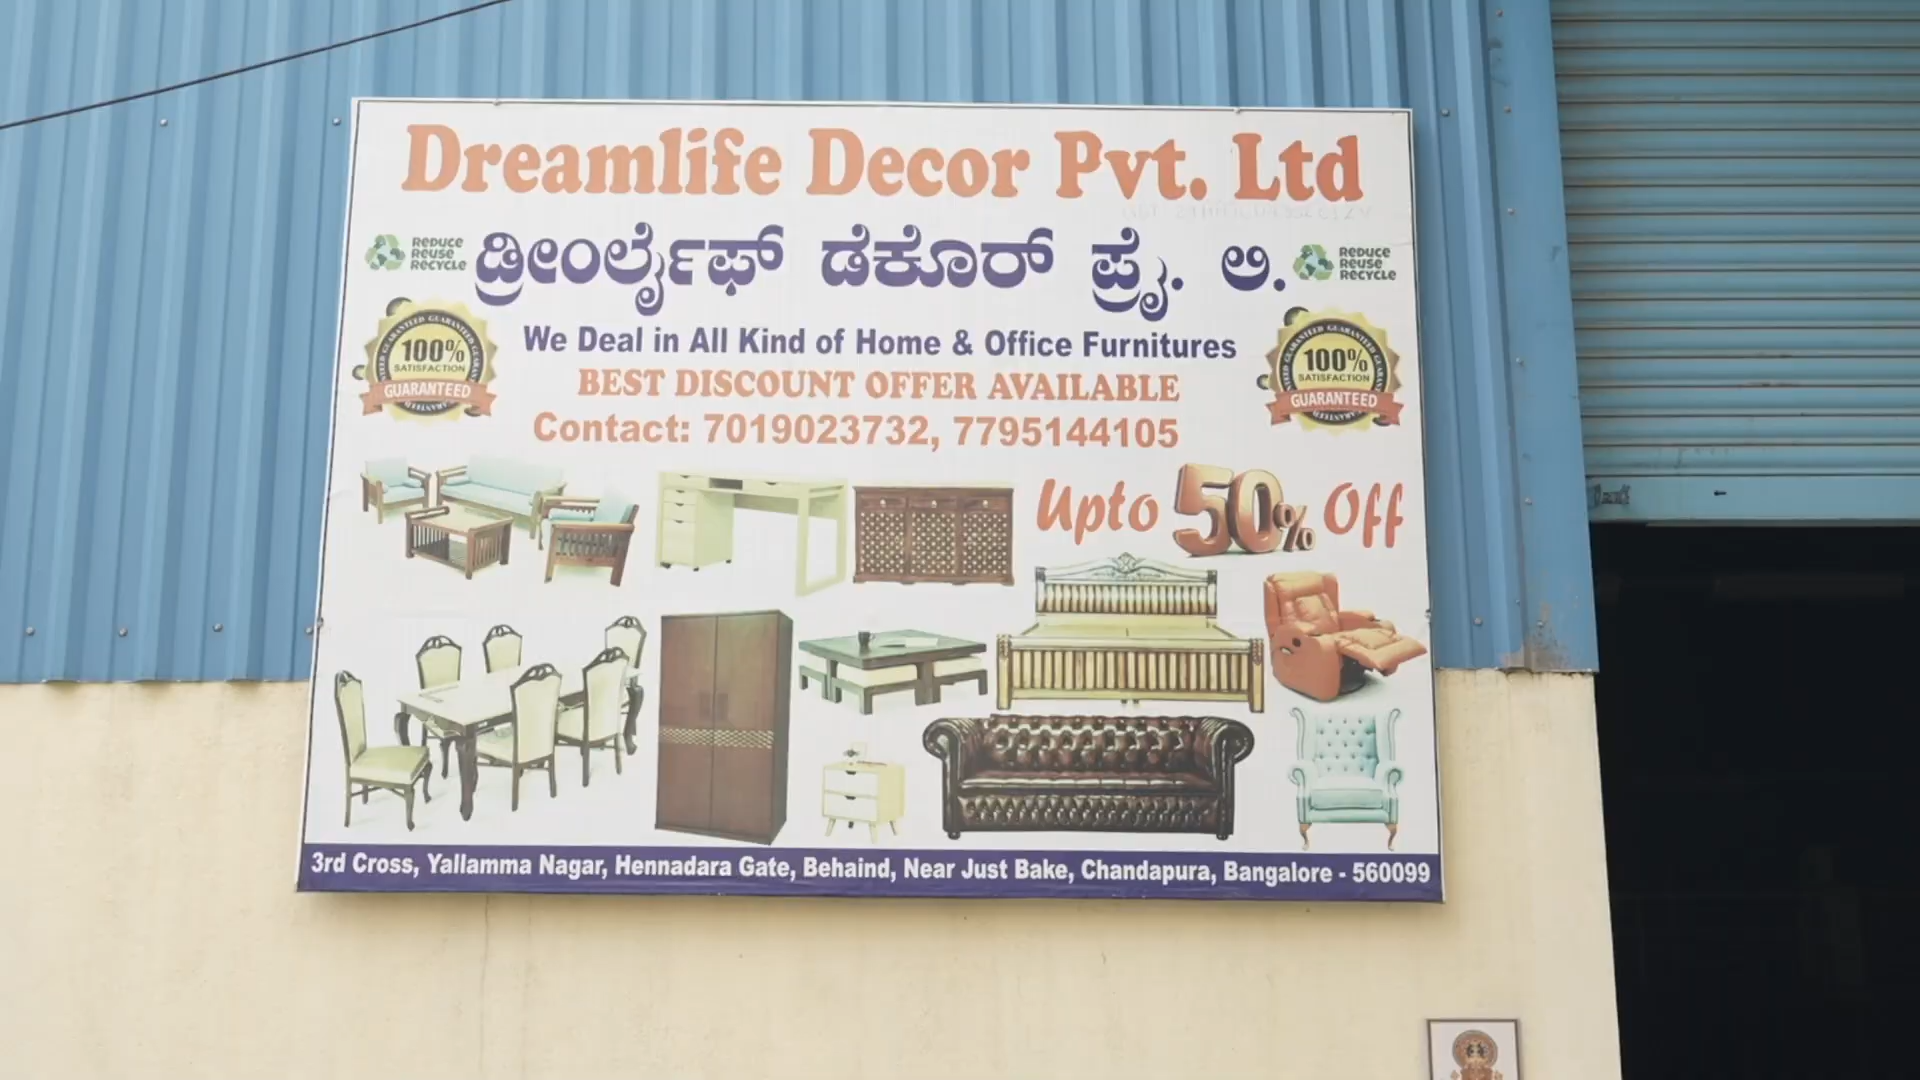 Dreamlife Decor Pvt. Ltd
ಡ್ರೀಂಲೈಫ್ ಡೆಕೊರ್ ಪ್ರೈ. ಲಿ.
REDUCE
REUSE
RECYCLE
REDUCE
REUSE
RECYCLE
We Deal in All Kind of Home & Office Furnitures
100%
SATISFACTION
GUARANTEED
100%
SATISFACTION
GUARANTEED
BEST DISCOUNT OFFER AVAILABLE
Contact: 7019023732, 7795144105
Upto 50% Off
3rd Cross, Yallamma Nagar, Hennadara Gate, Behaind, Near Just Bake, Chandapura, Bangalore - 560099